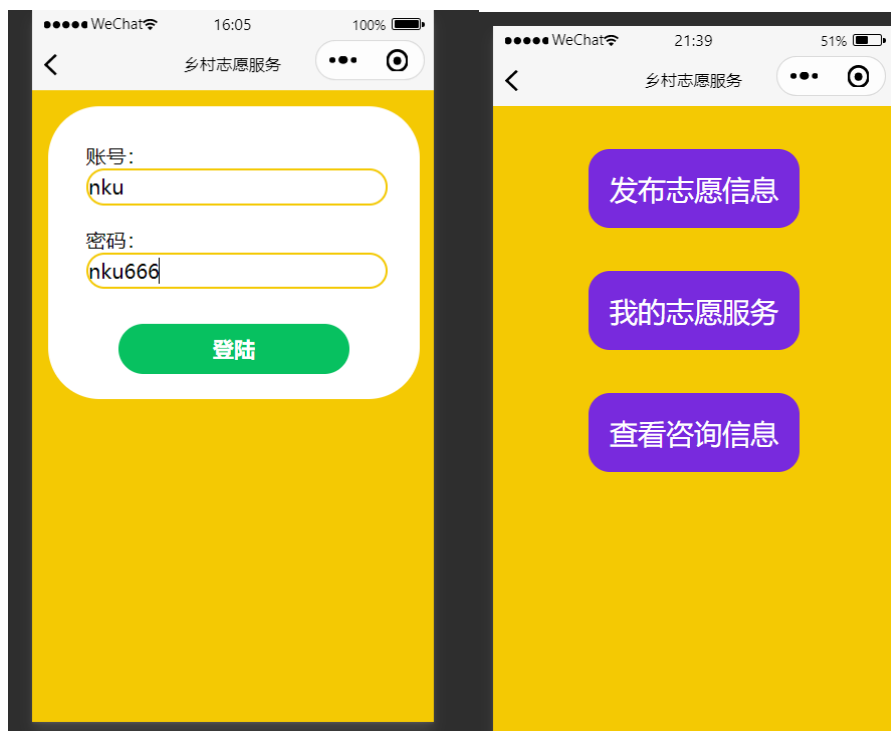 WeChat 16:05 100%
乡村志愿服务
账号：
nku
密码：
nku666
登陆
WeChat 21:39 51%
乡村志愿服务
发布志愿信息
我的志愿服务
查看咨询信息